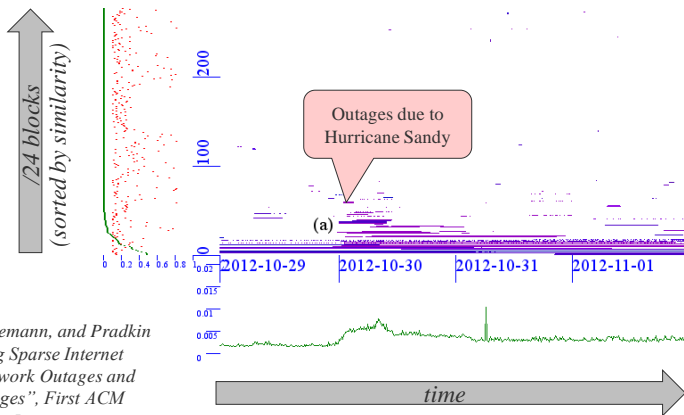 /24 blocks
(sorted by similarity)
200
100
0
Outages due to
Hurricane Sandy
(a)
0 0.2 0.4 0.6 0.8 1
2012-10-29 2012-10-30 2012-10-31 2012-11-01
0.02
0.015
0.01
0.005
0
emann, and Pradkin
g Sparse Internet
work Outages and
ges”, First ACM
time